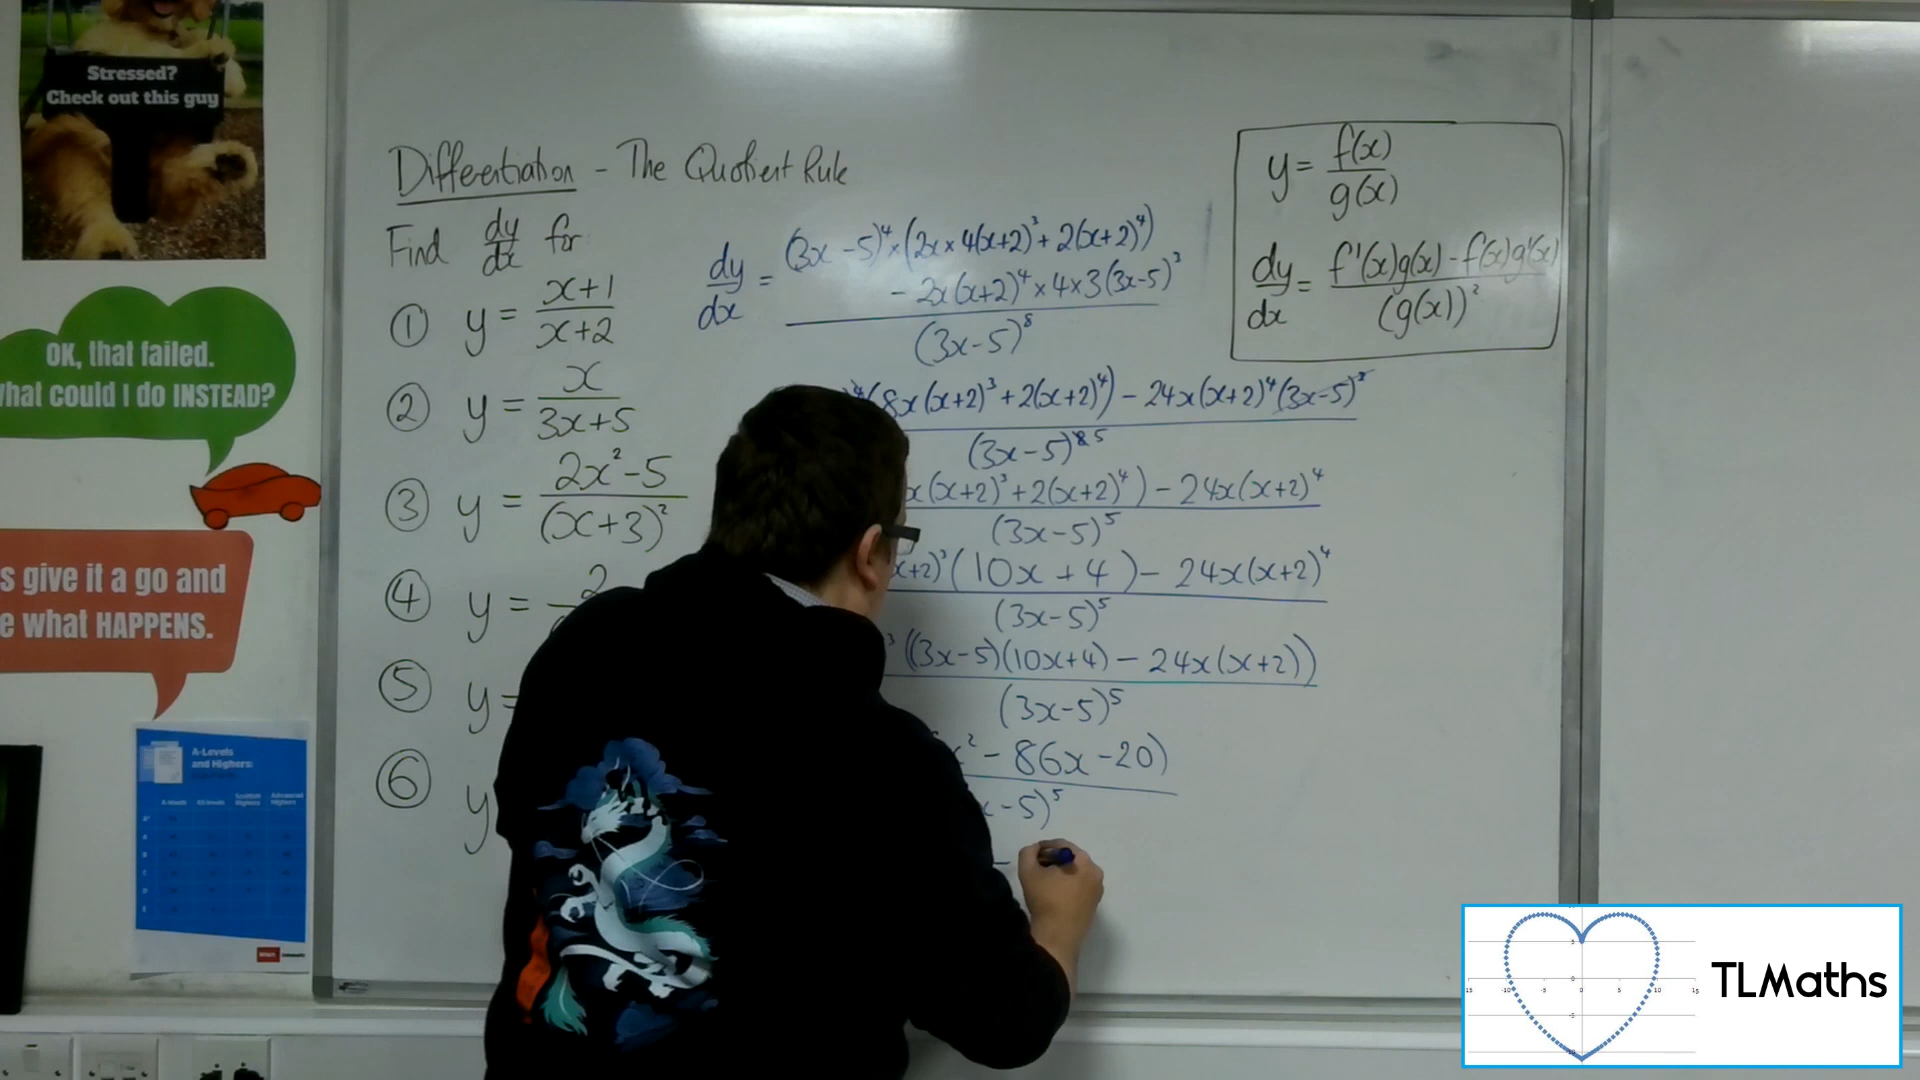 Stressed?
Check out this guy
OK, that failed.
What could I do INSTEAD?
s give it a go and
e what HAPPENS.
A-Levels
and Highers:
Differentiation - The Quotient Rule
Find dy/dx for
① y = (x+1)/(x+2)
② y = x/(3x+5)
③ y = (2x²-5)/(x+3)²
④ y = 2
⑤ y =
⑥ y
dy/dx = ((3x-5)⁴×(2x×4(x+2)³+2(x+2)⁴)
- 2x(x+2)⁴×4×3(3x-5)³)/(3x-5)⁸
⁴(8x(x+2)³+2(x+2)⁴) - 24x(x+2)⁴(3x-5)³
(3x-5)⁸ ⁵
x(x+2)³+2(x+2)⁴) - 24x(x+2)⁴
(3x-5)⁵
x+2)³(10x+4) - 24x(x+2)⁴
(3x-5)⁵
³((3x-5)(10x+4) - 24x(x+2))
(3x-5)⁵
x² - 86x - 20)
x-5)⁵
y = f(x)/g(x)
dy/dx = (f'(x)g(x) - f(x)g'(x))/(g(x))²
TLMaths